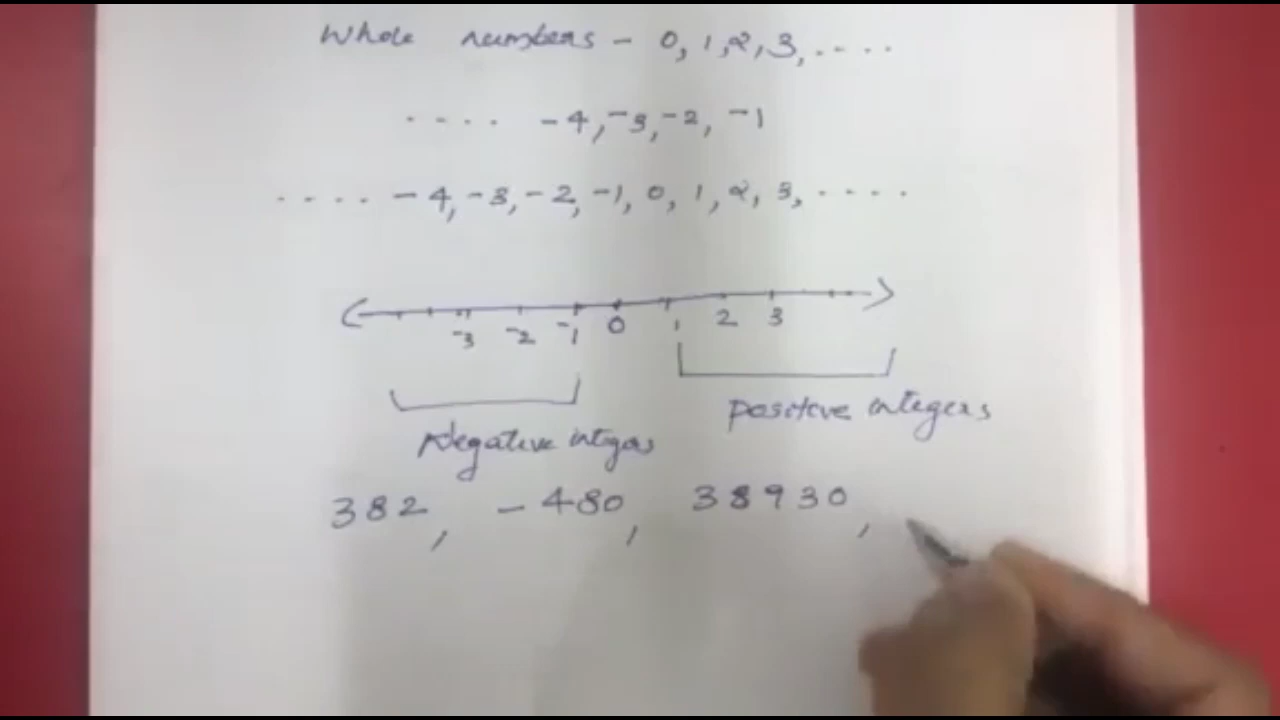 Whole numbers - 0, 1, 2, 3, ....
.... -4, -3, -2, -1
.... -4, -3, -2, -1, 0, 1, 2, 3, ....
-3 -2 -1 0 1 2 3
positive integers
Negative integers
382, -480, 38930,